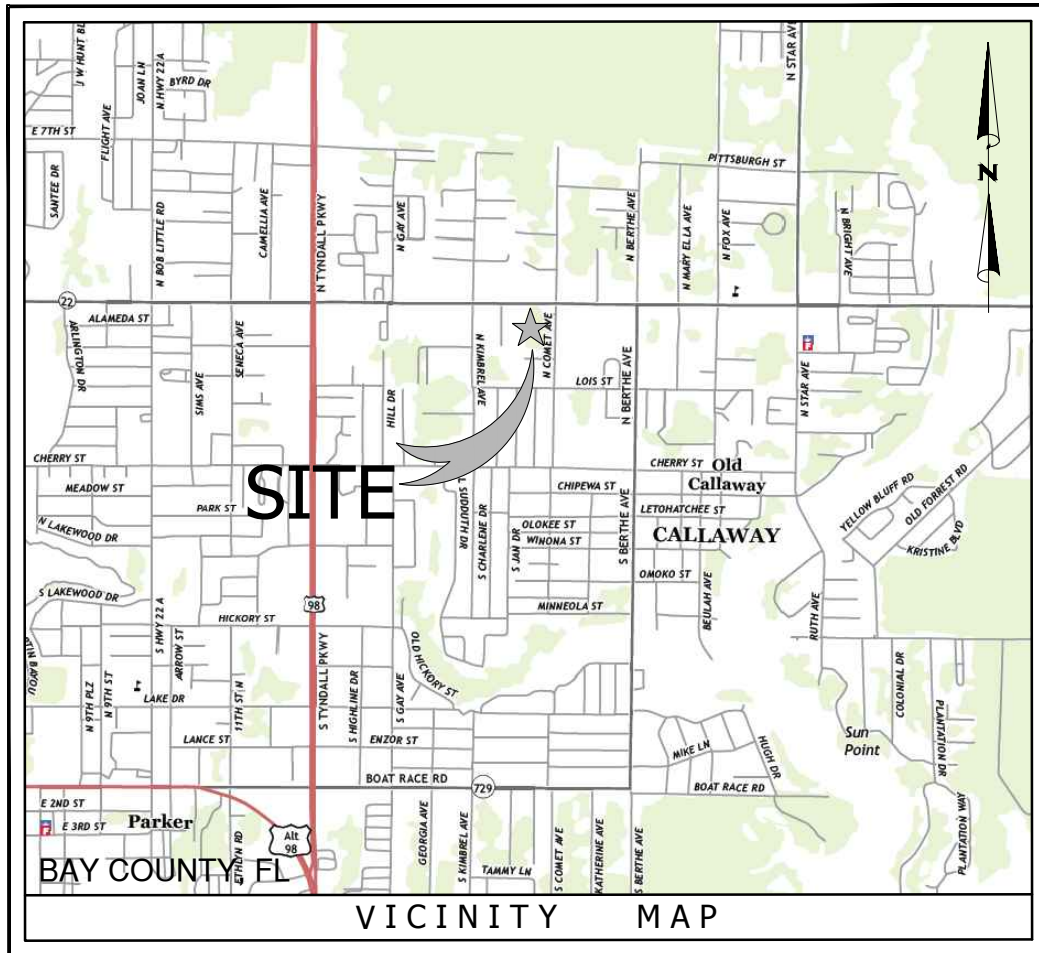 J W HUNT BL
JOAN LN
N HWY 22 A
BYRD DR
N STAR AVE
E 7TH ST
FLIGHT AVE
SANTEE DR
PITTSBURGH ST
N
N BOB LITTLE RD
CAMELLIA AVE
N TYNDALL PKWY
N GAY AVE
N BERTHE AVE
N MARY ELLA AVE
N FOX AVE
N BRIGHT AVE
22
ALAMEDA ST
ARLINGTON DR
SENECA AVE
SIMS AVE
N KIMBREL AVE
N COMET AVE
N BERTHE AVE
LOIS ST
HILL DR
N STAR AVE
CHERRY ST
MEADOW ST
PARK ST
SITE
CHERRY ST
Old
Callaway
CHIPEWA ST
LETOHATCHEE ST
YELLOW BLUFF RD
OLD FORREST RD
KRISTINE BLVD
N LAKEWOOD DR
L SUDDUTH DR
S CHARLENE DR
S JAN DR
OLOKEE ST
WINONA ST
S BERTHE AVE
CALLAWAY
OMOKO ST
BEULAH AVE
S LAKEWOOD DR
98
HICKORY ST
MINNEOLA ST
RUTH AVE
TIN BAYOU
S HWY 22 A
ARROW ST
OLD HICKORY ST
N 9TH PLZ
N 9TH ST
LAKE DR
11TH ST N
S TYNDALL PKWY
S HIGHLINE DR
S GAY AVE
COLONIAL DR
PLANTATION DR
LANCE ST
ENZOR ST
MIKE LN
HUGH DR
Sun
Point
BOAT RACE RD
729
BOAT RACE RD
E 2ND ST
E 3RD ST
Parker
Alt
98
ETHLYN RD
GEORGIA AVE
S KIMBREL AVE
TAMMY LN
S COMET AVE
KATHERINE AVE
S BERTHE AVE
PLANTATION WAY
BAY COUNTY, FL
VICINITY MAP